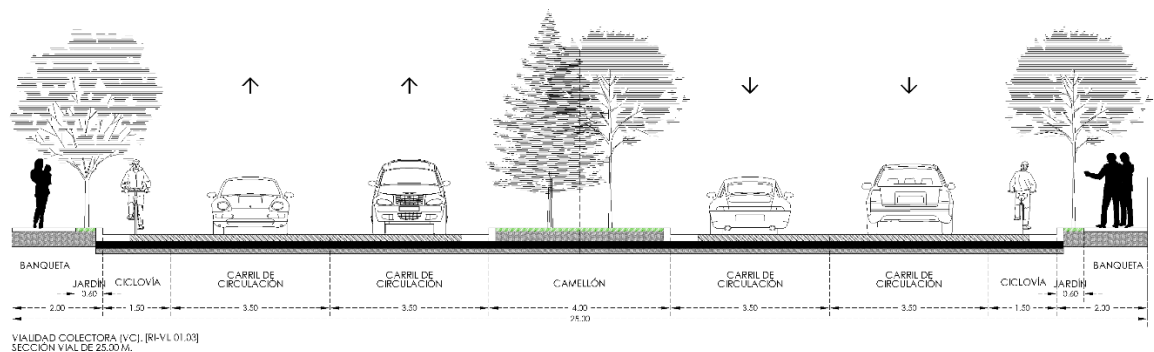 BANQUETA
JARDÍN
0.60
CICLOVÍA
CARRIL DE
CIRCULACIÓN
CARRIL DE
CIRCULACIÓN
CAMELLÓN
CARRIL DE
CIRCULACIÓN
CARRIL DE
CIRCULACIÓN
CICLOVÍA
JARDÍN
0.60
BANQUETA
2.00
1.50
3.50
3.50
4.00
3.50
3.50
1.50
2.00
25.00
VIALIDAD COLECTORA (VC). [RI-VL 01.03]
SECCIÓN VIAL DE 25.00 M.